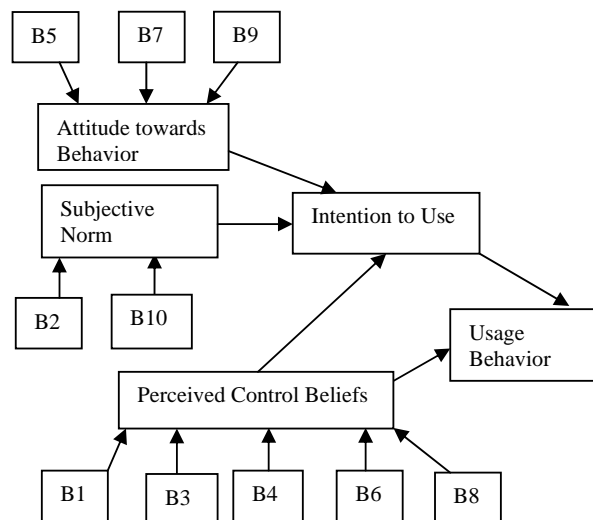 B5
B7
B9
Attitude towards
Behavior
Subjective
Norm
Intention to Use
B2
B10
Usage
Behavior
Perceived Control Beliefs
B1
B3
B4
B6
B8